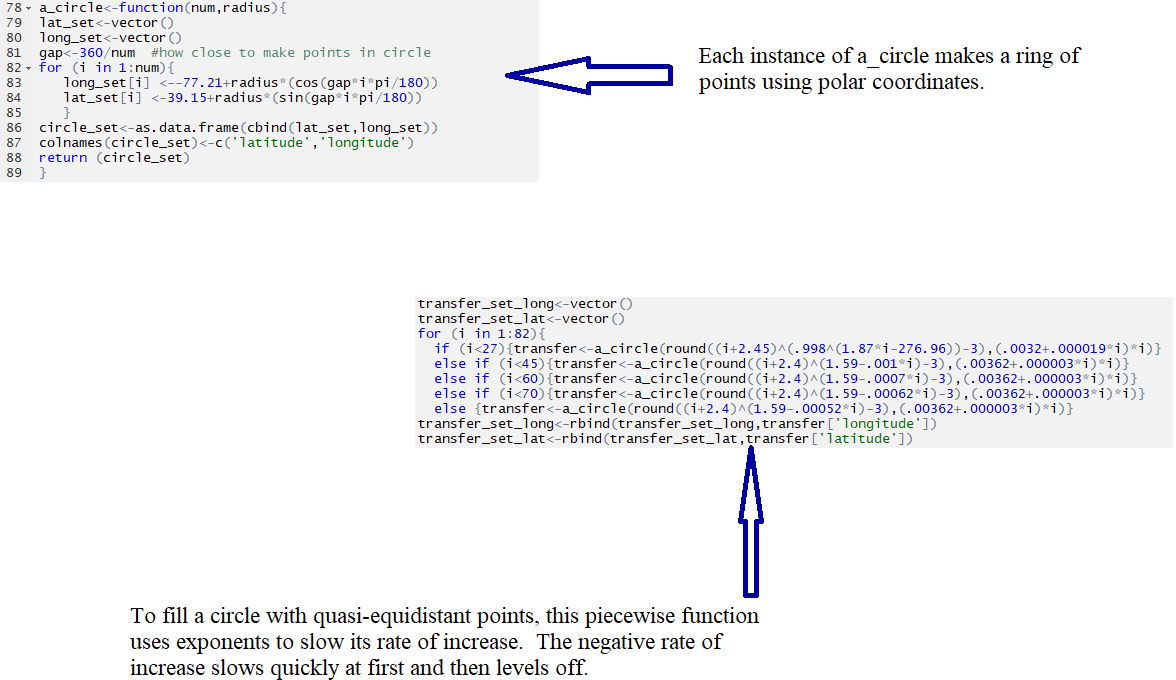 78 a_circle<-function(num,radius){
79 lat_set<-vector()
80 long_set<-vector()
81 gap<-360/num  #how close to make points in circle
82 for (i in 1:num){
83    long_set[i] <--77.21+radius*(cos(gap*i*pi/180))
84    lat_set[i] <-39.15+radius*(sin(gap*i*pi/180))
85    }
86 circle_set<-as.data.frame(cbind(lat_set,long_set))
87 colnames(circle_set)<-c('latitude','longitude')
88 return (circle_set)
89 }
Each instance of a_circle makes a ring of
points using polar coordinates.
transfer_set_long<-vector()
transfer_set_lat<-vector()
for (i in 1:82){
  if (i<27){transfer<-a_circle(round((i+2.45)^(.998^(1.87*i-276.96))-3),(.0032+.000019*i)*i)}
  else if (i<45){transfer<-a_circle(round((i+2.4)^(1.59-.001*i)-3),(.00362+.000003*i)*i)}
  else if (i<60){transfer<-a_circle(round((i+2.4)^(1.59-.0007*i)-3),(.00362+.000003*i)*i)}
  else if (i<70){transfer<-a_circle(round((i+2.4)^(1.59-.00062*i)-3),(.00362+.000003*i)*i)}
  else {transfer<-a_circle(round((i+2.4)^(1.59-.00052*i)-3),(.00362+.000003*i)*i)}
transfer_set_long<-rbind(transfer_set_long,transfer['longitude'])
transfer_set_lat<-rbind(transfer_set_lat,transfer['latitude'])
To fill a circle with quasi-equidistant points, this piecewise function
uses exponents to slow its rate of increase.  The negative rate of
increase slows quickly at first and then levels off.